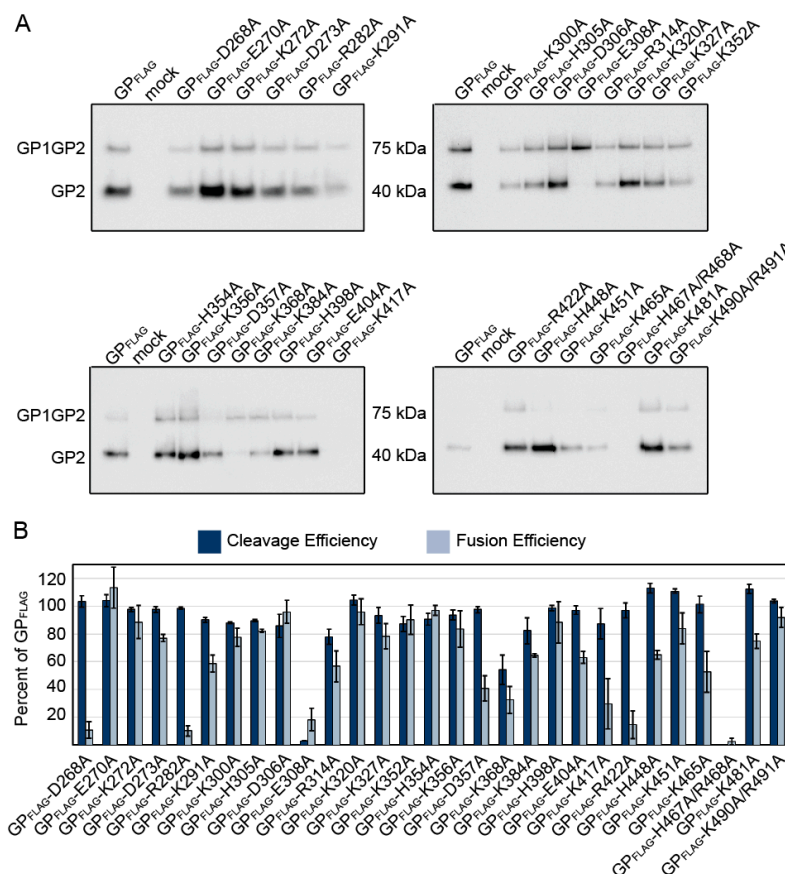 A
GPFLAG
mock
GPFLAG-D268A
GPFLAG-E270A
GPFLAG-K272A
GPFLAG-D273A
GPFLAG-R282A
GPFLAG-K291A
GPFLAG
mock
GPFLAG-K300A
GPFLAG-H305A
GPFLAG-D306A
GPFLAG-E308A
GPFLAG-R314A
GPFLAG-K320A
GPFLAG-K327A
GPFLAG-K352A
GP1GP2
75 kDa
GP2
40 kDa
GPFLAG
mock
GPFLAG-H354A
GPFLAG-K356A
GPFLAG-D357A
GPFLAG-K368A
GPFLAG-K384A
GPFLAG-H398A
GPFLAG-E404A
GPFLAG-K417A
GPFLAG
mock
GPFLAG-R422A
GPFLAG-H448A
GPFLAG-K451A
GPFLAG-K465A
GPFLAG-H467A/R468A
GPFLAG-K481A
GPFLAG-K490A/R491A
GP1GP2
75 kDa
GP2
40 kDa
B
Cleavage Efficiency
Fusion Efficiency
Percent of GPFLAG
120
100
80
60
40
20
GPFLAG-D268A
GPFLAG-E270A
GPFLAG-K272A
GPFLAG-D273A
GPFLAG-R282A
GPFLAG-K291A
GPFLAG-K300A
GPFLAG-H305A
GPFLAG-D306A
GPFLAG-E308A
GPFLAG-R314A
GPFLAG-K320A
GPFLAG-K327A
GPFLAG-K352A
GPFLAG-H354A
GPFLAG-K356A
GPFLAG-D357A
GPFLAG-K368A
GPFLAG-K384A
GPFLAG-H398A
GPFLAG-E404A
GPFLAG-K417A
GPFLAG-R422A
GPFLAG-H448A
GPFLAG-K451A
GPFLAG-K465A
GPFLAG-H467A/R468A
GPFLAG-K481A
GPFLAG-K490A/R491A